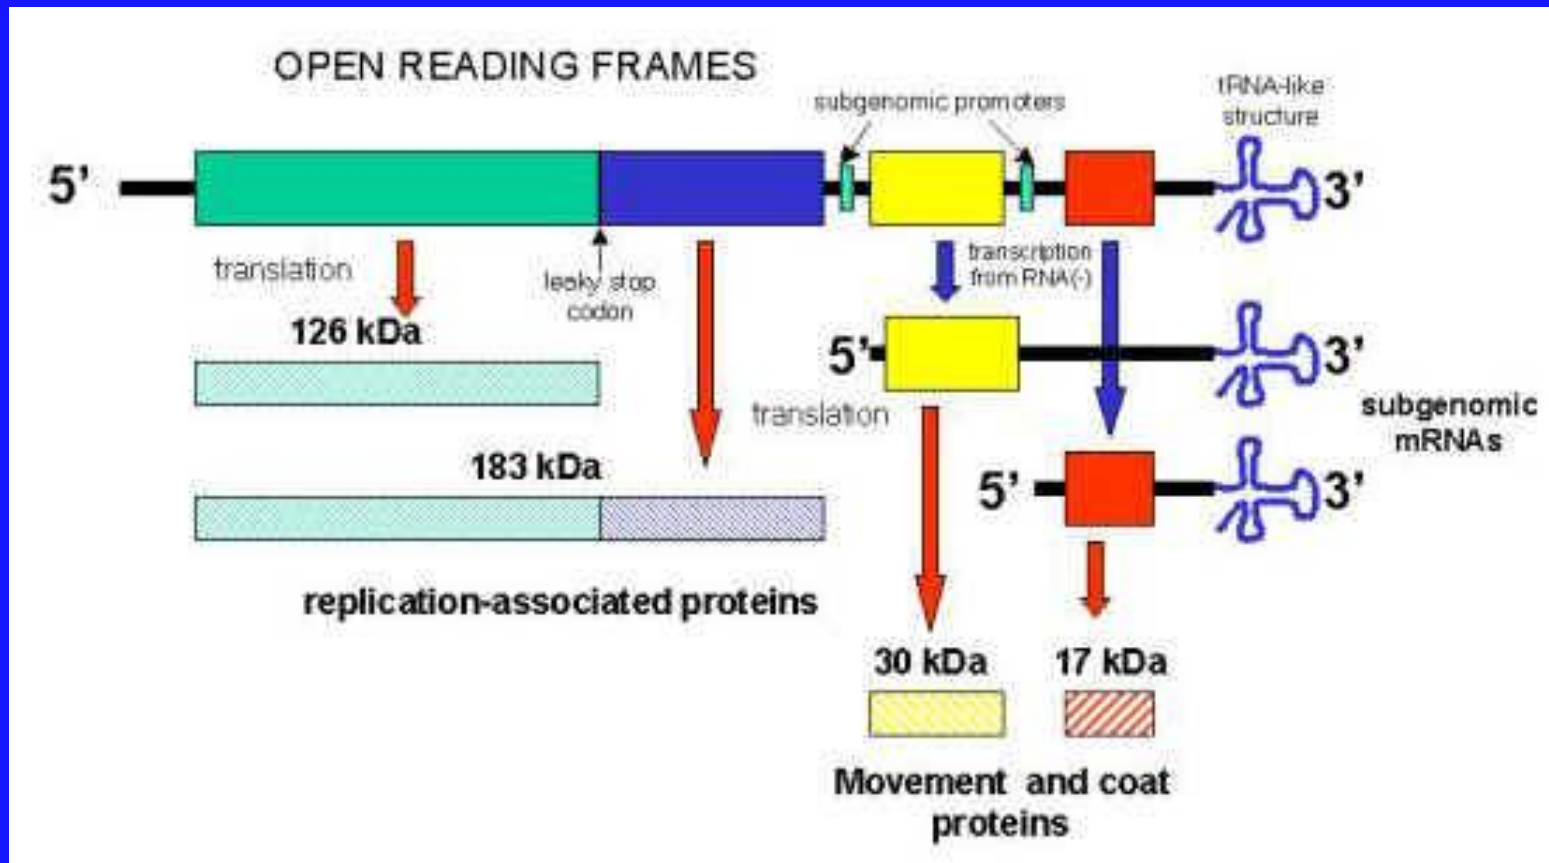 OPEN READING FRAMES
subgenomic promoters
tRNA-like
structure
5’
3’
translation
leaky stop
codon
transcription
from RNA(-)
126 kDa
5’
3’
translation
subgenomic
mRNAs
183 kDa
5’
3’
replication-associated proteins
30 kDa
17 kDa
Movement and coat
proteins